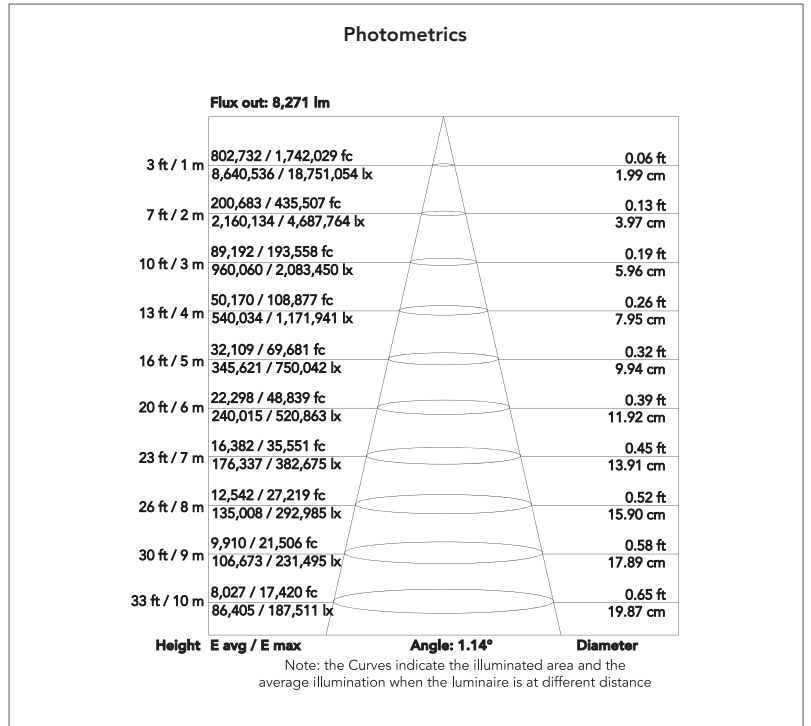 Photometrics
Flux out: 8,271 lm
3 ft / 1 m 802,732 / 1,742,029 fc 0.06 ft
8,640,536 / 18,751,054 lx 1.99 cm
7 ft / 2 m 200,683 / 435,507 fc 0.13 ft
2,160,134 / 4,687,764 lx 3.97 cm
10 ft / 3 m 89,192 / 193,558 fc 0.19 ft
960,060 / 2,083,450 lx 5.96 cm
13 ft / 4 m 50,170 / 108,877 fc 0.26 ft
540,034 / 1,171,941 lx 7.95 cm
16 ft / 5 m 32,109 / 69,681 fc 0.32 ft
345,621 / 750,042 lx 9.94 cm
20 ft / 6 m 22,298 / 48,839 fc 0.39 ft
240,015 / 520,863 lx 11.92 cm
23 ft / 7 m 16,382 / 35,551 fc 0.45 ft
176,337 / 382,675 lx 13.91 cm
26 ft / 8 m 12,542 / 27,219 fc 0.52 ft
135,008 / 292,985 lx 15.90 cm
30 ft / 9 m 9,910 / 21,506 fc 0.58 ft
106,673 / 231,495 lx 17.89 cm
33 ft / 10 m 8,027 / 17,420 fc 0.65 ft
86,405 / 187,511 lx 19.87 cm
Height E avg / E max Angle: 1.14° Diameter
Note: the Curves indicate the illuminated area and the
average illumination when the luminaire is at different distance